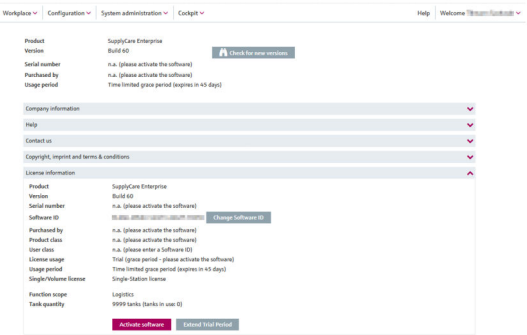 Workplace Configuration System administration Cockpit Help Welcome
Product SupplyCare Enterprise
Version Build 60 Check for new versions
Serial number n.a. (please activate the software)
Purchased by n.a. (please activate the software)
Usage period Time limited grace period (expires in 45 days)
Company information
Help
Contact us
Copyright, imprint and terms & conditions
License information
Product SupplyCare Enterprise
Version Build 60
Serial number n.a. (please activate the software)
Software ID Change Software ID
Purchased by n.a. (please activate the software)
Product class n.a. (please activate the software)
User class n.a. (please enter a Software ID)
License usage Trial (grace period - please activate the software)
Usage period Time limited grace period (expires in 45 days)
Single/Volume license Single-Station license
Function scope Logistics
Tank quantity 9999 tanks (tanks in use: 0)
Activate software Extend Trial Period